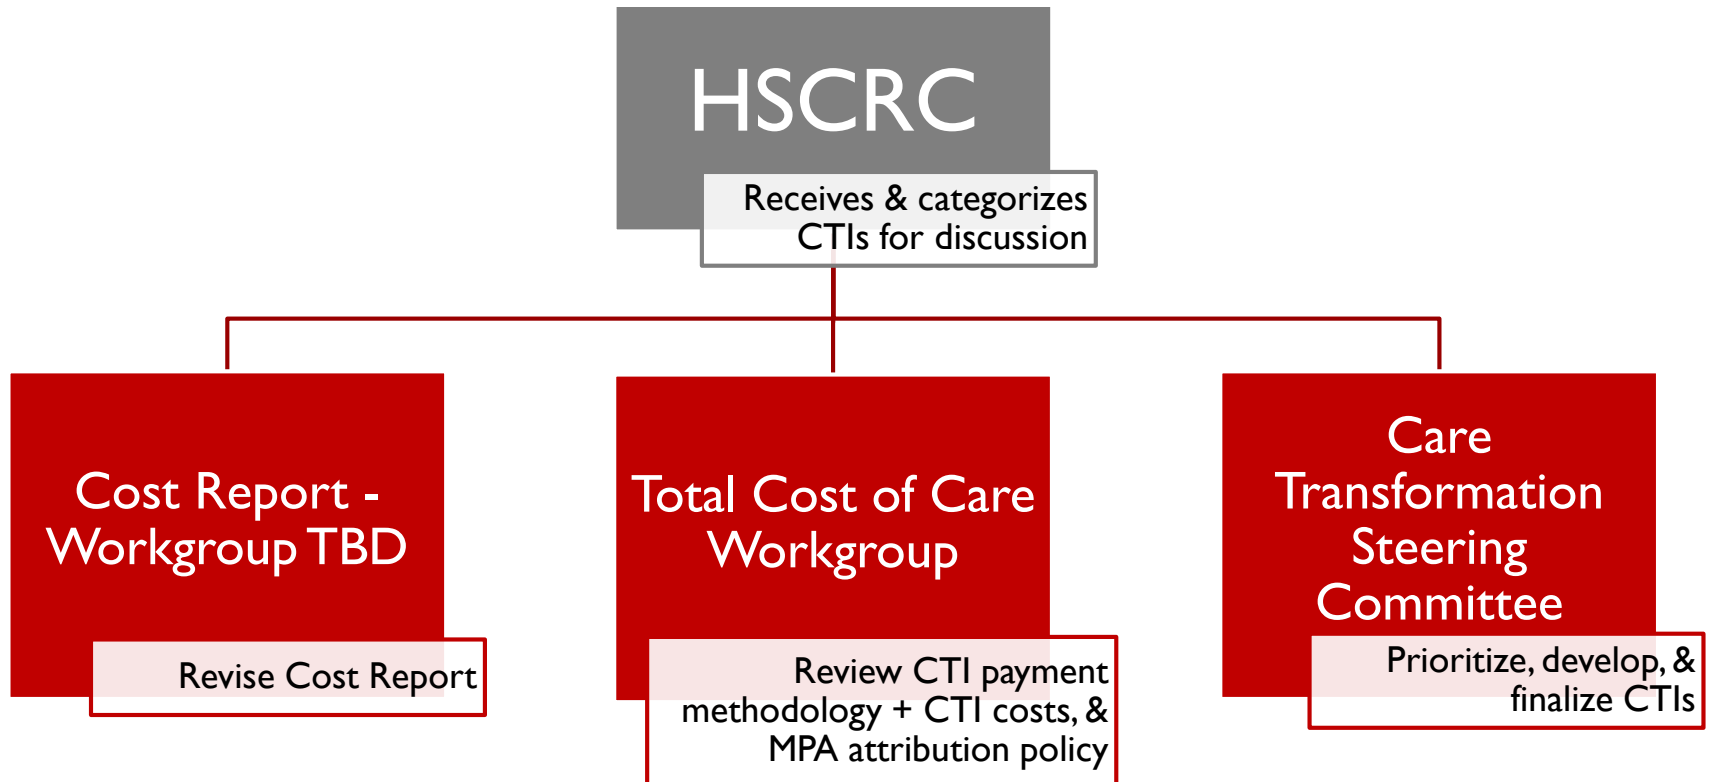 HSCRC
Receives & categorizes
CTIs for discussion
Cost Report -
Workgroup TBD
Revise Cost Report
Total Cost of Care
Workgroup
Review CTI payment
methodology + CTI costs, &
MPA attribution policy
Care
Transformation
Steering
Committee
Prioritize, develop, &
finalize CTIs